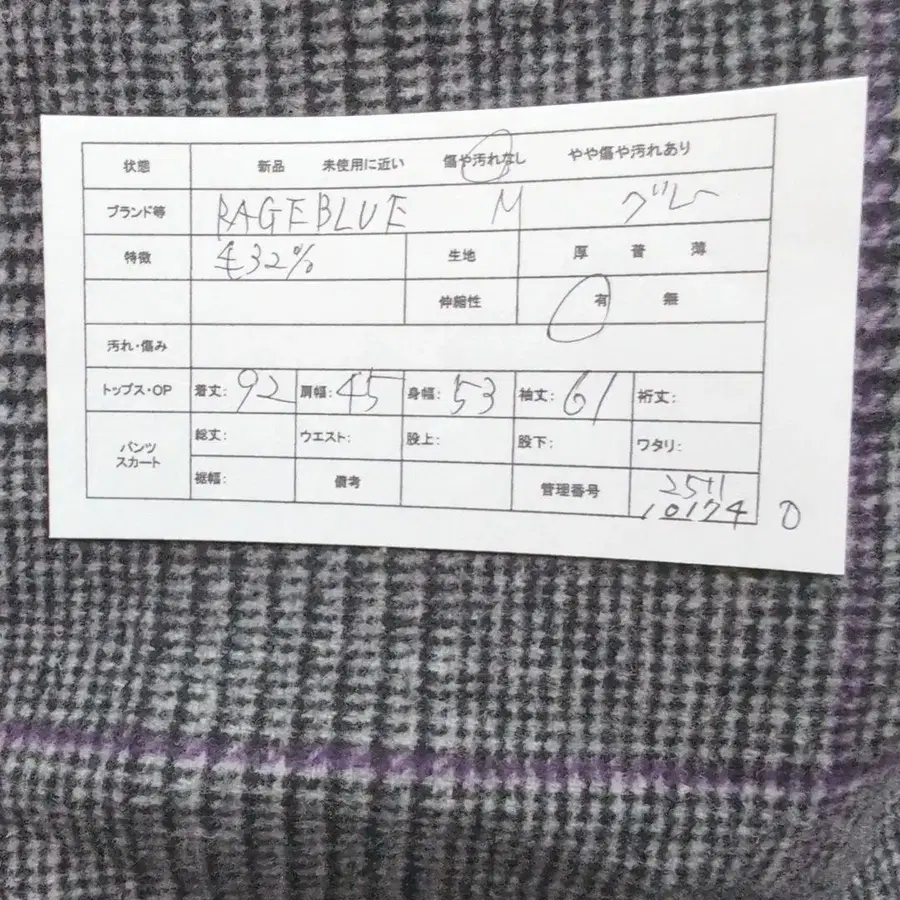 状態 新品 未使用に近い 傷や汚れなし やや傷や汚れあり
ブランド等 RAGEBLUE M グレー
特徴 毛32% 生地 厚 普 薄
伸縮性 有 無
汚れ・傷み
トップス・OP 着丈: 92 肩幅: 45 身幅: 53 袖丈: 61 裄丈:
パンツ スカート 総丈: ウエスト: 股上: 股下: ワタリ:
裾幅: 備考 管理番号 2511
10174 0